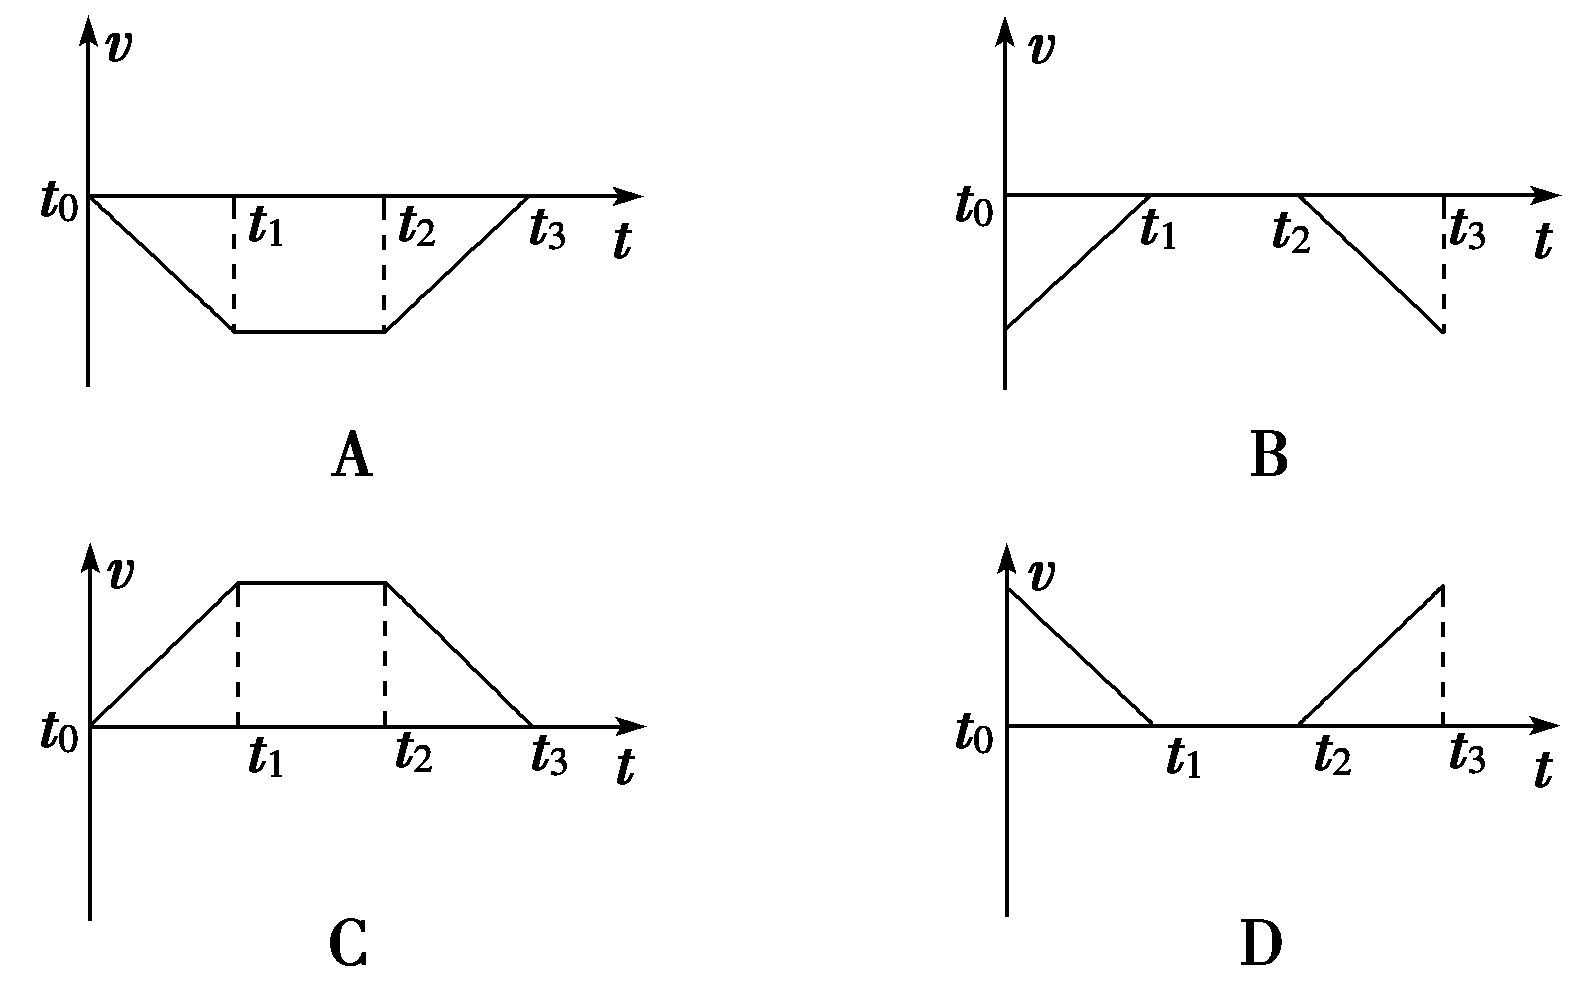 v
t₀ t₁ t₂ t₃ t
A
v
t₀ t₁ t₂ t₃ t
B
v
t₀ t₁ t₂ t₃ t
C
v
t₀ t₁ t₂ t₃ t
D